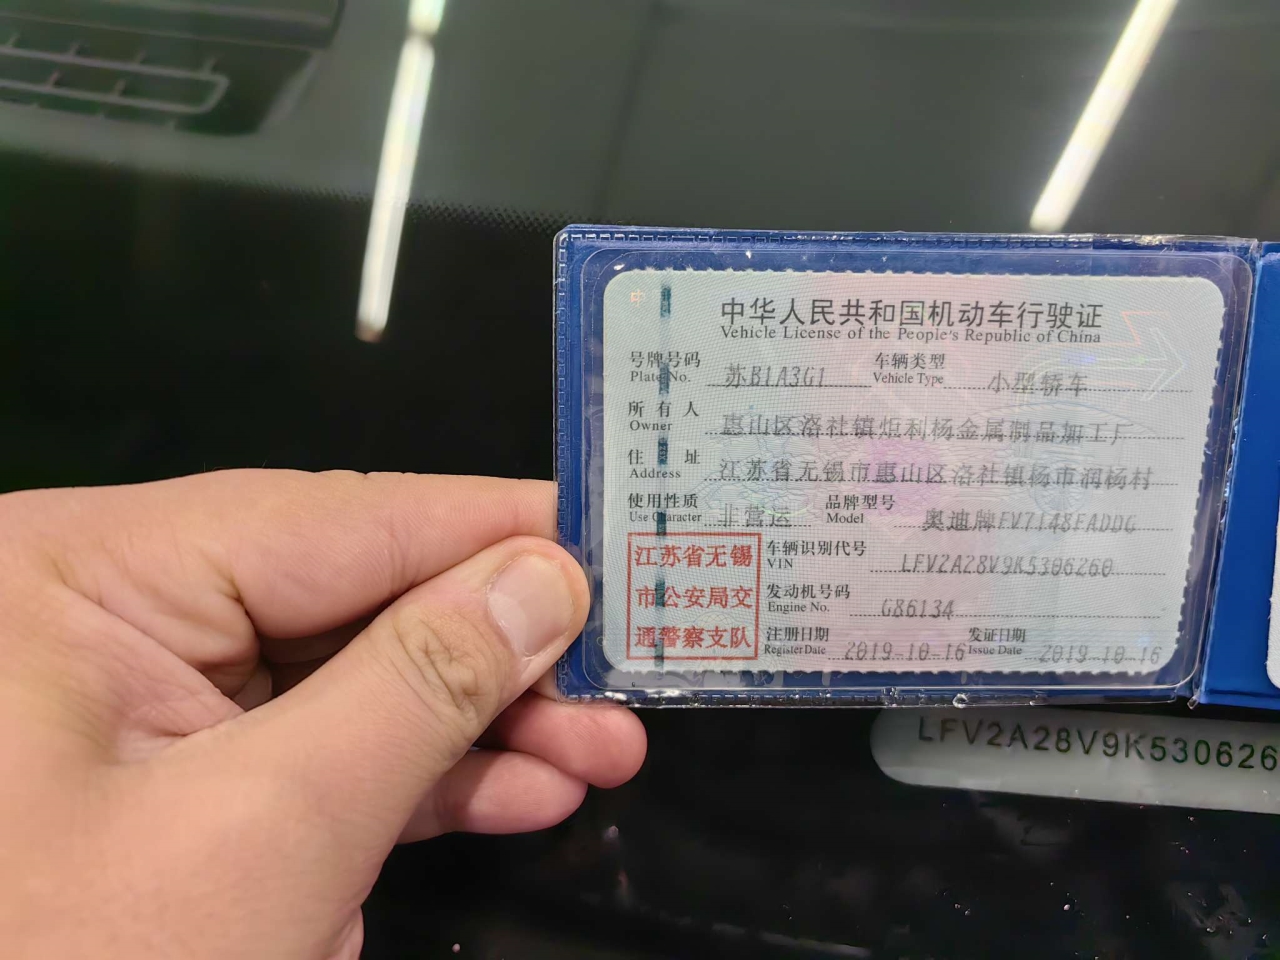 中华人民共和国机动车行驶证
Vehicle License of the People's Republic of China
号牌号码 苏B1A3G1 车辆类型 小型轿车
Plate No. Vehicle Type
所有人 惠山区洛社镇炬利杨金属制品加工厂
Owner
住址 江苏省无锡市惠山区洛社镇杨市润杨村
Address
使用性质 非营运 品牌型号 奥迪牌FV7148FADDG
Use Character Model
江苏省无锡
市公安局交
通警察支队
车辆识别代号 LFV2A28V9K5306260
VIN
发动机号码 G86134
Engine No.
注册日期 2019-10-16 发证日期 2019-10-16
Register Date Issue Date
LFV2A28V9K530626